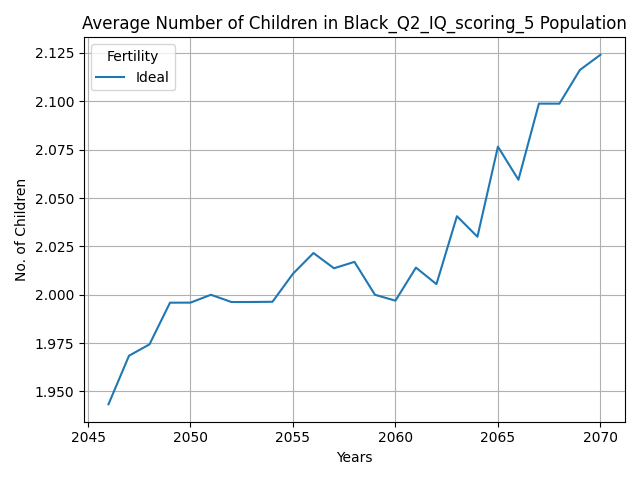 Average Number of Children in Black_Q2_IQ_scoring_5 Population
Fertility
Ideal
2.125
2.100
2.075
2.050
2.025
2.000
1.975
1.950
No. of Children
2045 2050 2055 2060 2065 2070
Years